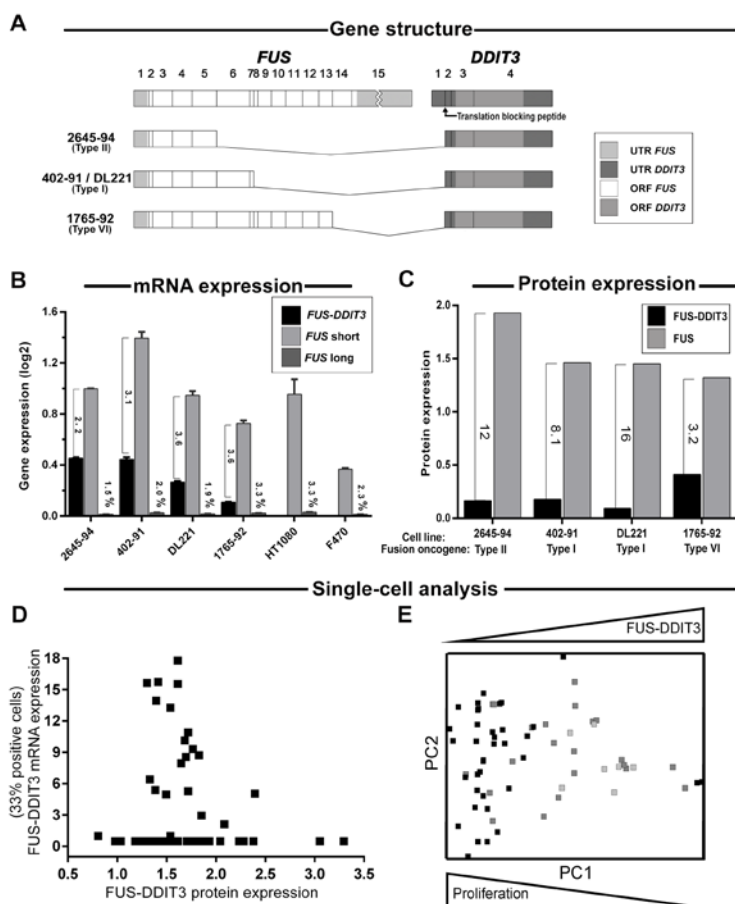 A
Gene structure
FUS
DDIT3
1 2 3 4 5 6 7 8 9 10 11 12 13 14 15
1 2 3 4
Translation blocking peptide
2645-94
(Type II)
402-91 / DL221
(Type I)
1765-92
(Type VI)
UTR FUS
UTR DDIT3
ORF FUS
ORF DDIT3
B
mRNA expression
Gene expression (log2)
1.6
1.2
0.8
0.4
0.0
FUS-DDIT3
FUS short
FUS long
2.2
1.5 %
3.1
2.0 %
3.6
1.9 %
3.6
3.3 %
3.3 %
2.3 %
2645-94
402-91
DL221
1765-92
HT1080
F470
C
Protein expression
Protein expression
2.0
1.5
1.0
0.5
0.0
FUS-DDIT3
FUS
12
8.1
16
3.2
Cell line: 2645-94 402-91 DL221 1765-92
Fusion oncogene: Type II Type I Type I Type VI
Single-cell analysis
D
(33% positive cells)
FUS-DDIT3 mRNA expression
18
15
12
9
6
3
0
0.5 1.0 1.5 2.0 2.5 3.0 3.5
FUS-DDIT3 protein expression
E
FUS-DDIT3
PC2
PC1
Proliferation